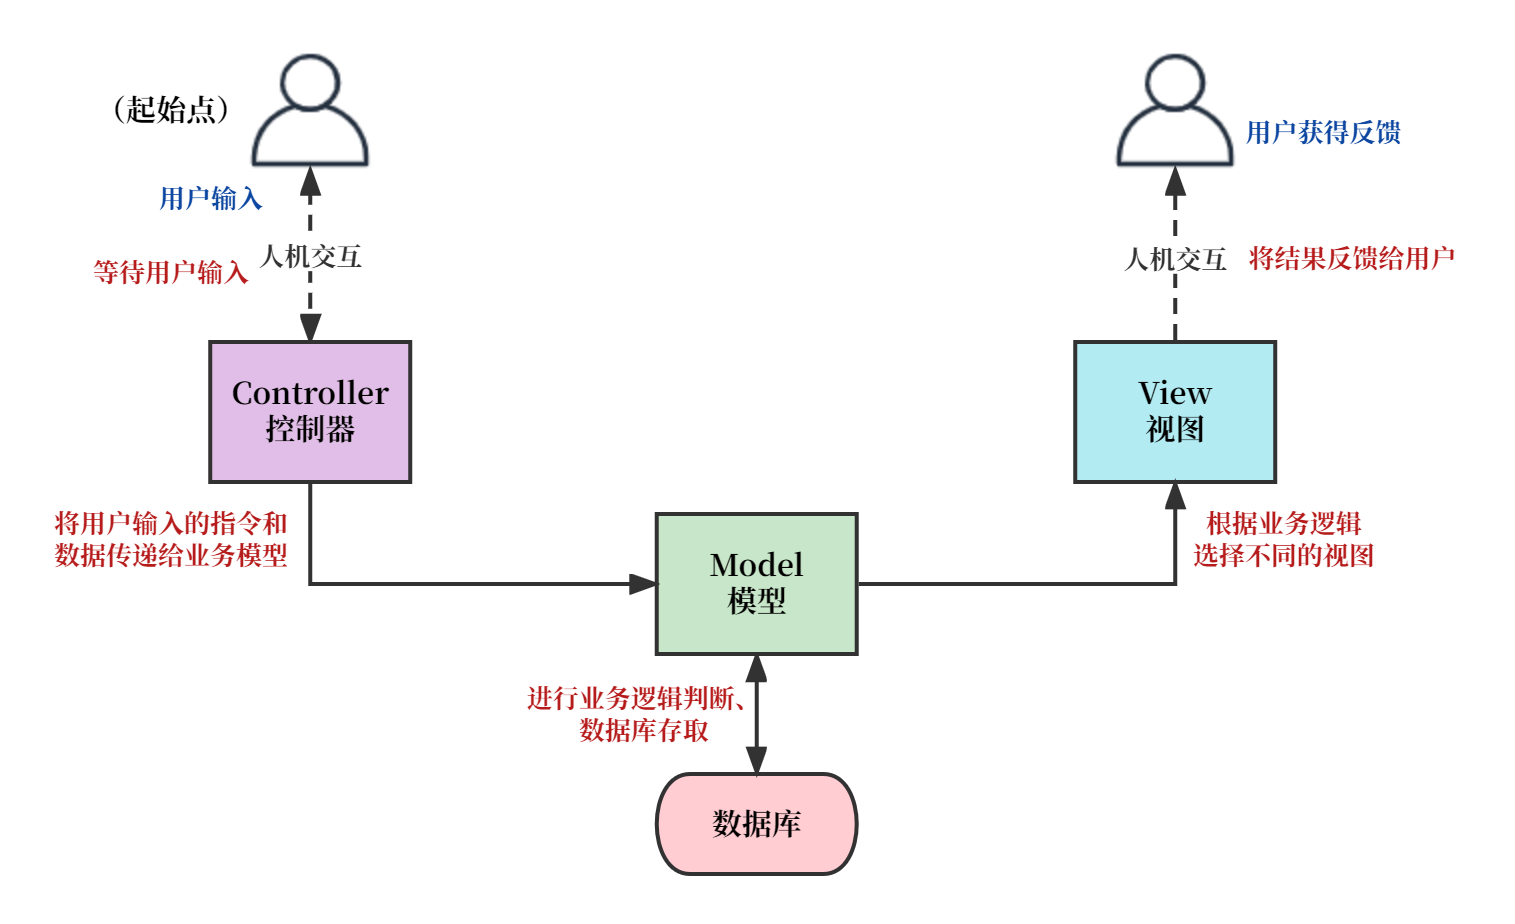 （起始点）
用户输入
等待用户输入
人机交互
Controller
控制器
将用户输入的指令和
数据传递给业务模型
Model
模型
进行业务逻辑判断、
数据库存取
数据库
用户获得反馈
人机交互
将结果反馈给用户
View
视图
根据业务逻辑
选择不同的视图